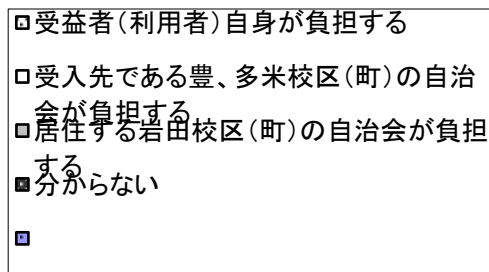 受益者（利用者）自身が負担する
受入先である豊、多米校区（町）の自治
会が負担する
居住する岩田校区（町）の自治会が負担
する
分からない